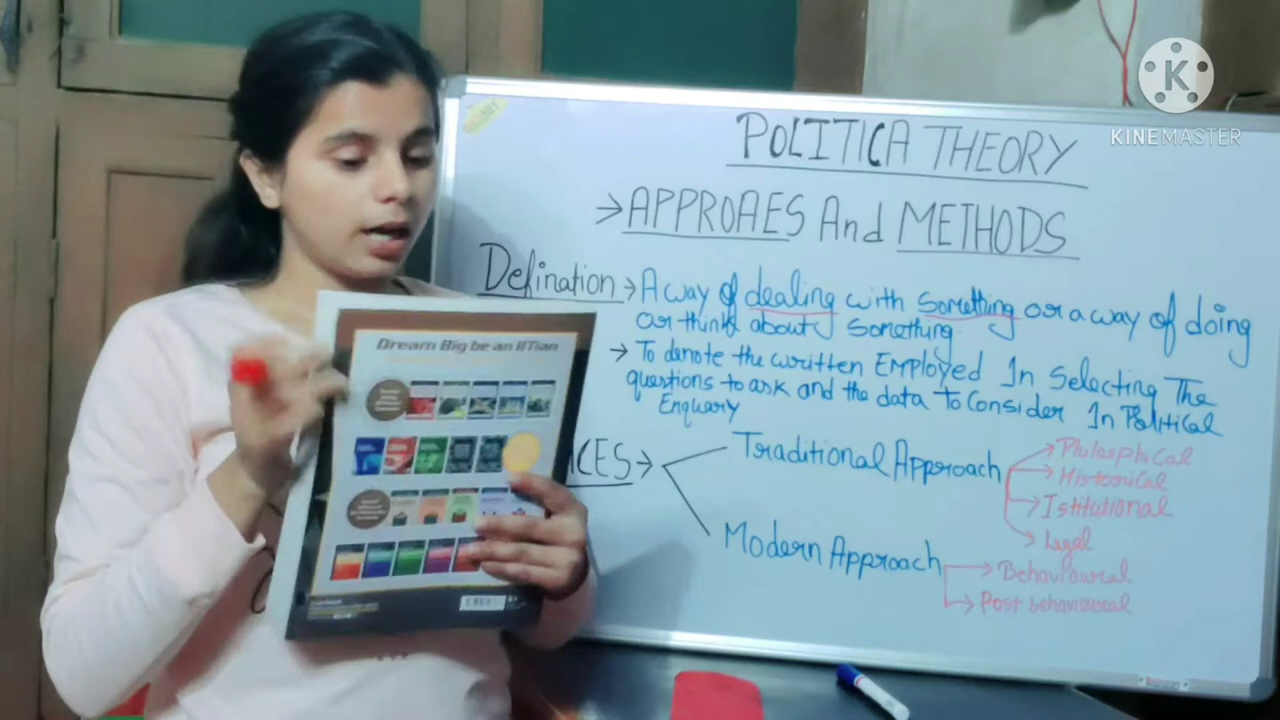 KINEMASTER
POLITICA THEORY
→ APPROAES And METHODS
Defination → A way of dealing with something or a way of doing
or think about something
→ To denote the written EMPLOYED In Selecting The
questions to ask and the data To Consider In Political
Enquary
ACES →
Traditional Approach
Philasphical
Historical
Istitutional
Legal
Modern Approach
Behavioural
Post behavioural
Dream Big be an IITian